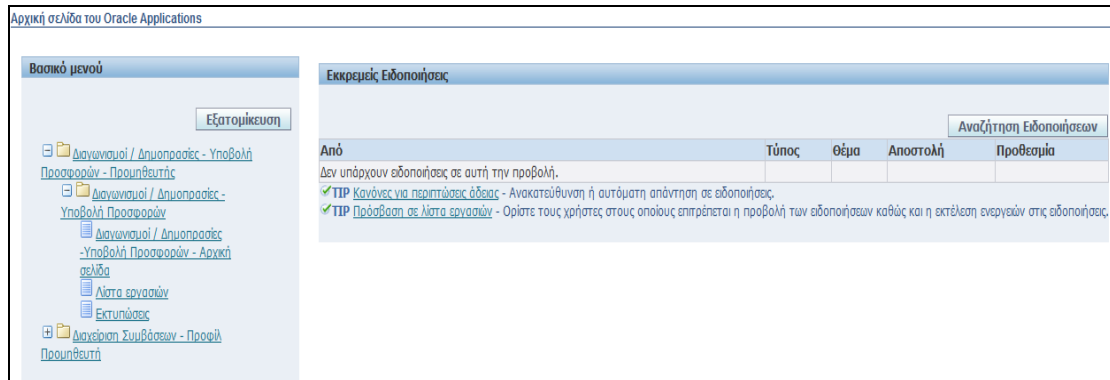 Αρχική σελίδα του Oracle Applications
Βασικό μενού
Εξατομίκευση
Διαγωνισμοί / Δημοπρασίες - Υποβολή
Προσφορών - Προμηθευτής
Διαγωνισμοί / Δημοπρασίες -
Υποβολή Προσφορών
Διαγωνισμοί / Δημοπρασίες
-Υποβολή Προσφορών - Αρχική
σελίδα
Λίστα εργασιών
Εκτυπώσεις
Διαχείριση Συμβάσεων - Προφίλ
Προμηθευτή
Εκκρεμείς Ειδοποιήσεις
Αναζήτηση Ειδοποιήσεων
Από Τύπος Θέμα Αποστολή Προθεσμία
Δεν υπάρχουν ειδοποιήσεις σε αυτή την προβολή.
TIP Κανόνες για περιπτώσεις άδειας - Ανακατεύθυνση ή αυτόματη απάντηση σε ειδοποιήσεις.
TIP Πρόσβαση σε λίστα εργασιών - Ορίστε τους χρήστες στους οποίους επιτρέπεται η προβολή των ειδοποιήσεων καθώς και η εκτέλεση ενεργειών στις ειδοποιήσεις.